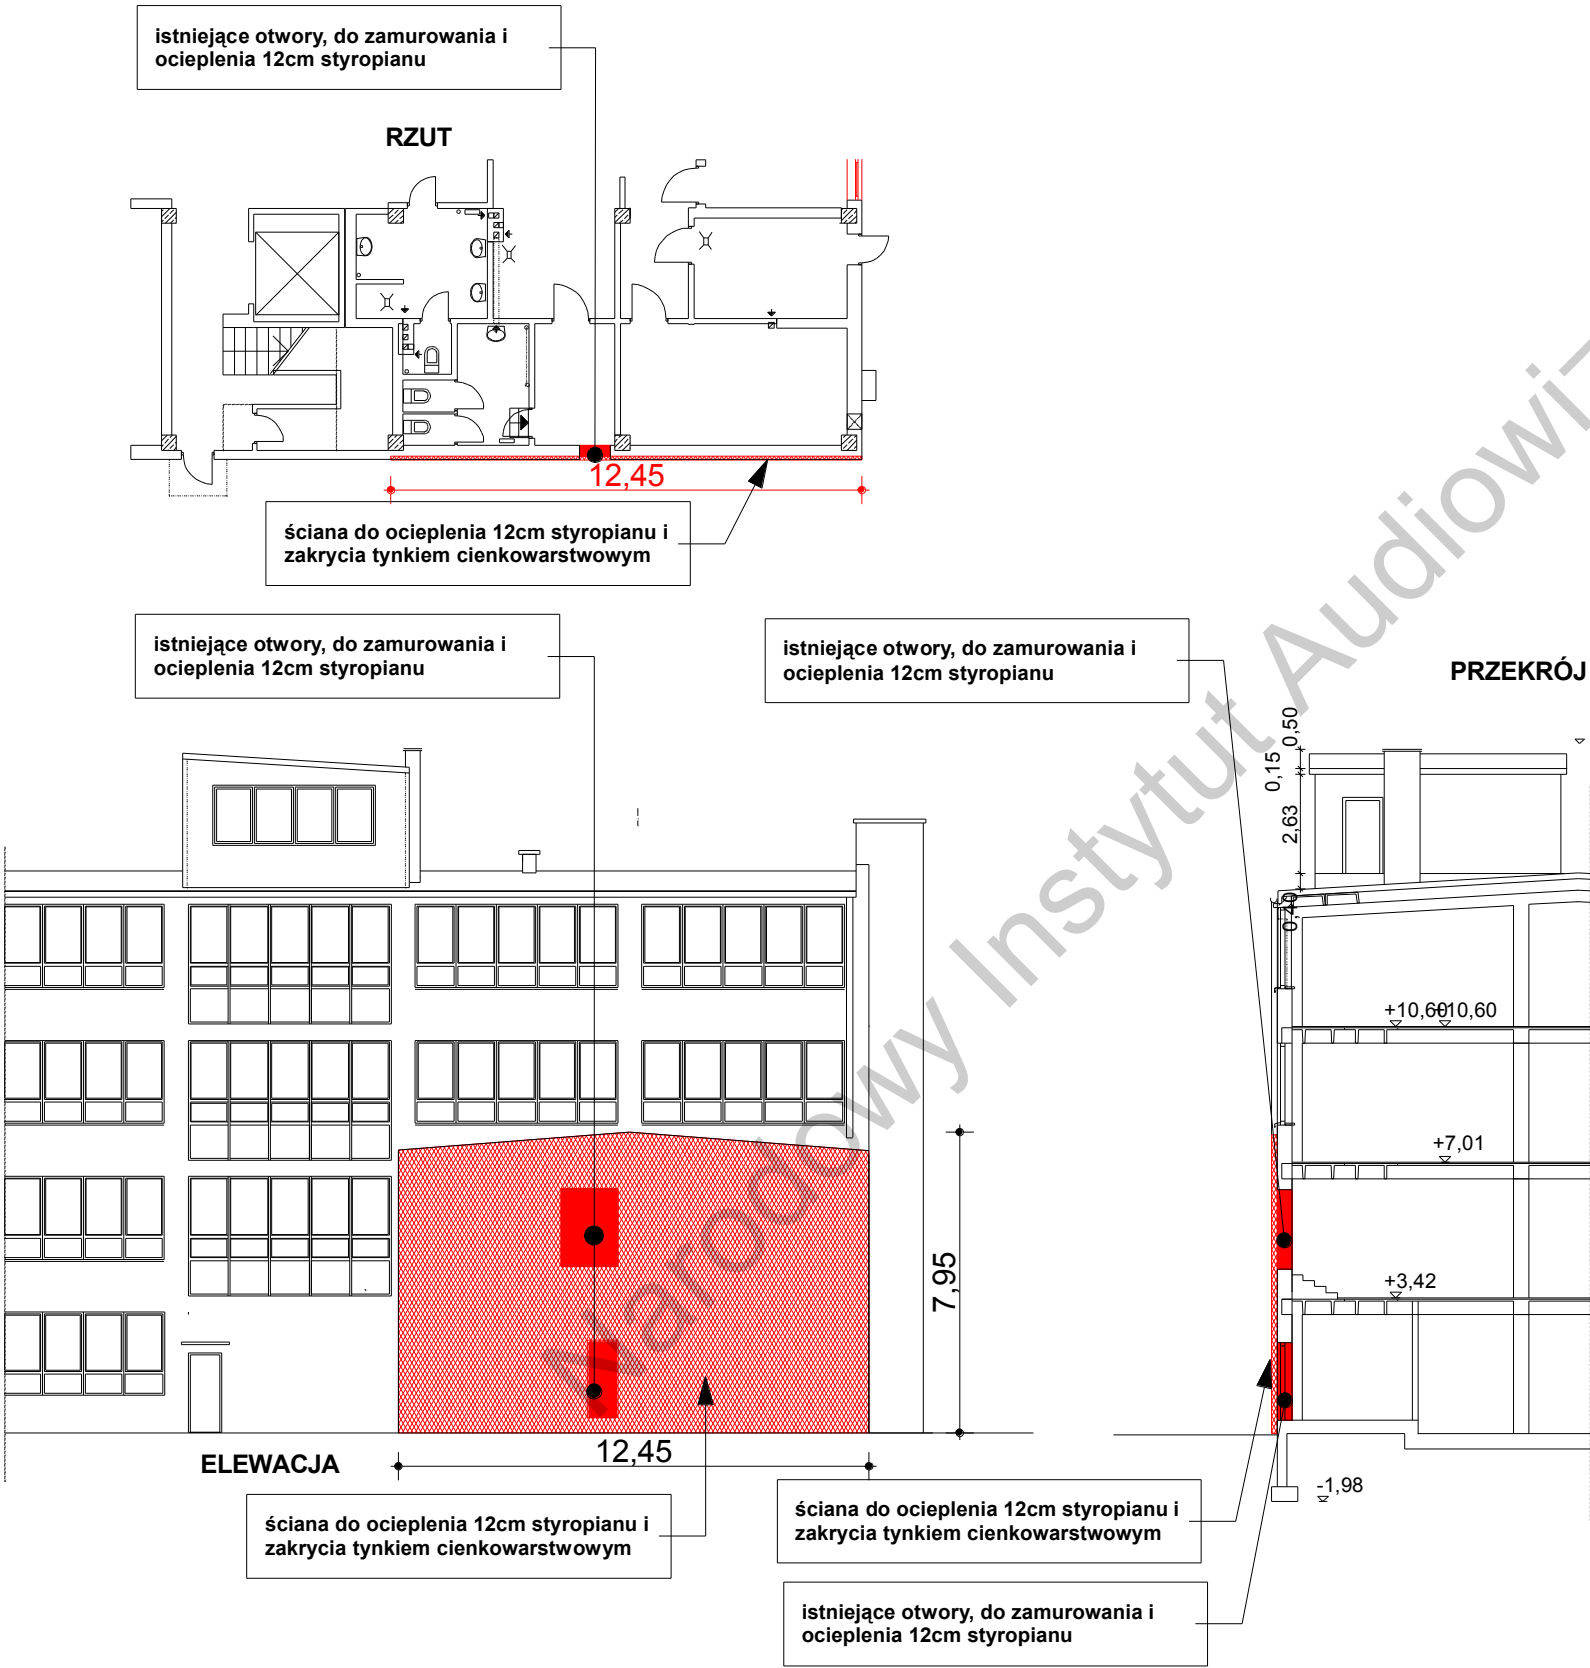 istniejące otwory, do zamurowania i
ocieplenia 12cm styropianu
RZUT
12,45
ściana do ocieplenia 12cm styropianu i
zakrycia tynkiem cienkowarstwowym
istniejące otwory, do zamurowania i
ocieplenia 12cm styropianu
istniejące otwory, do zamurowania i
ocieplenia 12cm styropianu
PRZEKRÓJ
0,50
0,15
2,63
0,40
+10,60
+10,60
+7,01
+3,42
-1,98
7,95
12,45
ELEWACJA
ściana do ocieplenia 12cm styropianu i
zakrycia tynkiem cienkowarstwowym
ściana do ocieplenia 12cm styropianu i
zakrycia tynkiem cienkowarstwowym
istniejące otwory, do zamurowania i
ocieplenia 12cm styropianu
Narodowy Instytut Audiowiz